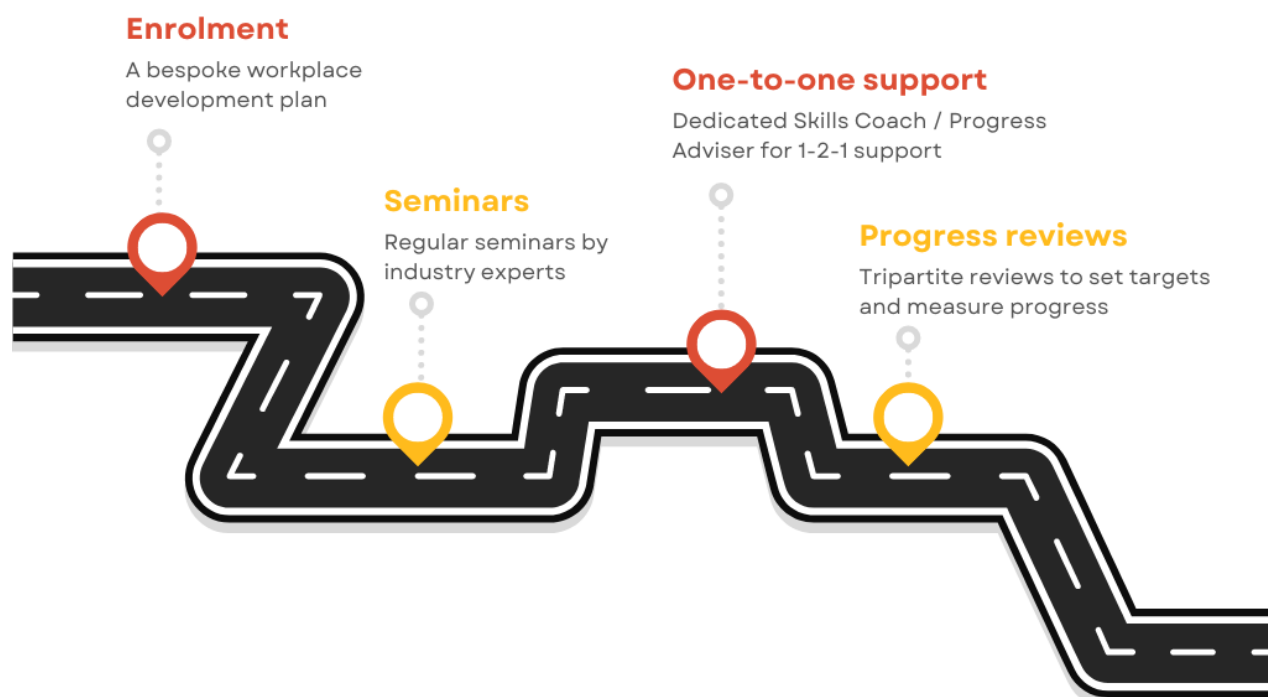 Enrolment
A bespoke workplace
development plan
Seminars
Regular seminars by
industry experts
One-to-one support
Dedicated Skills Coach / Progress
Adviser for 1-2-1 support
Progress reviews
Tripartite reviews to set targets
and measure progress